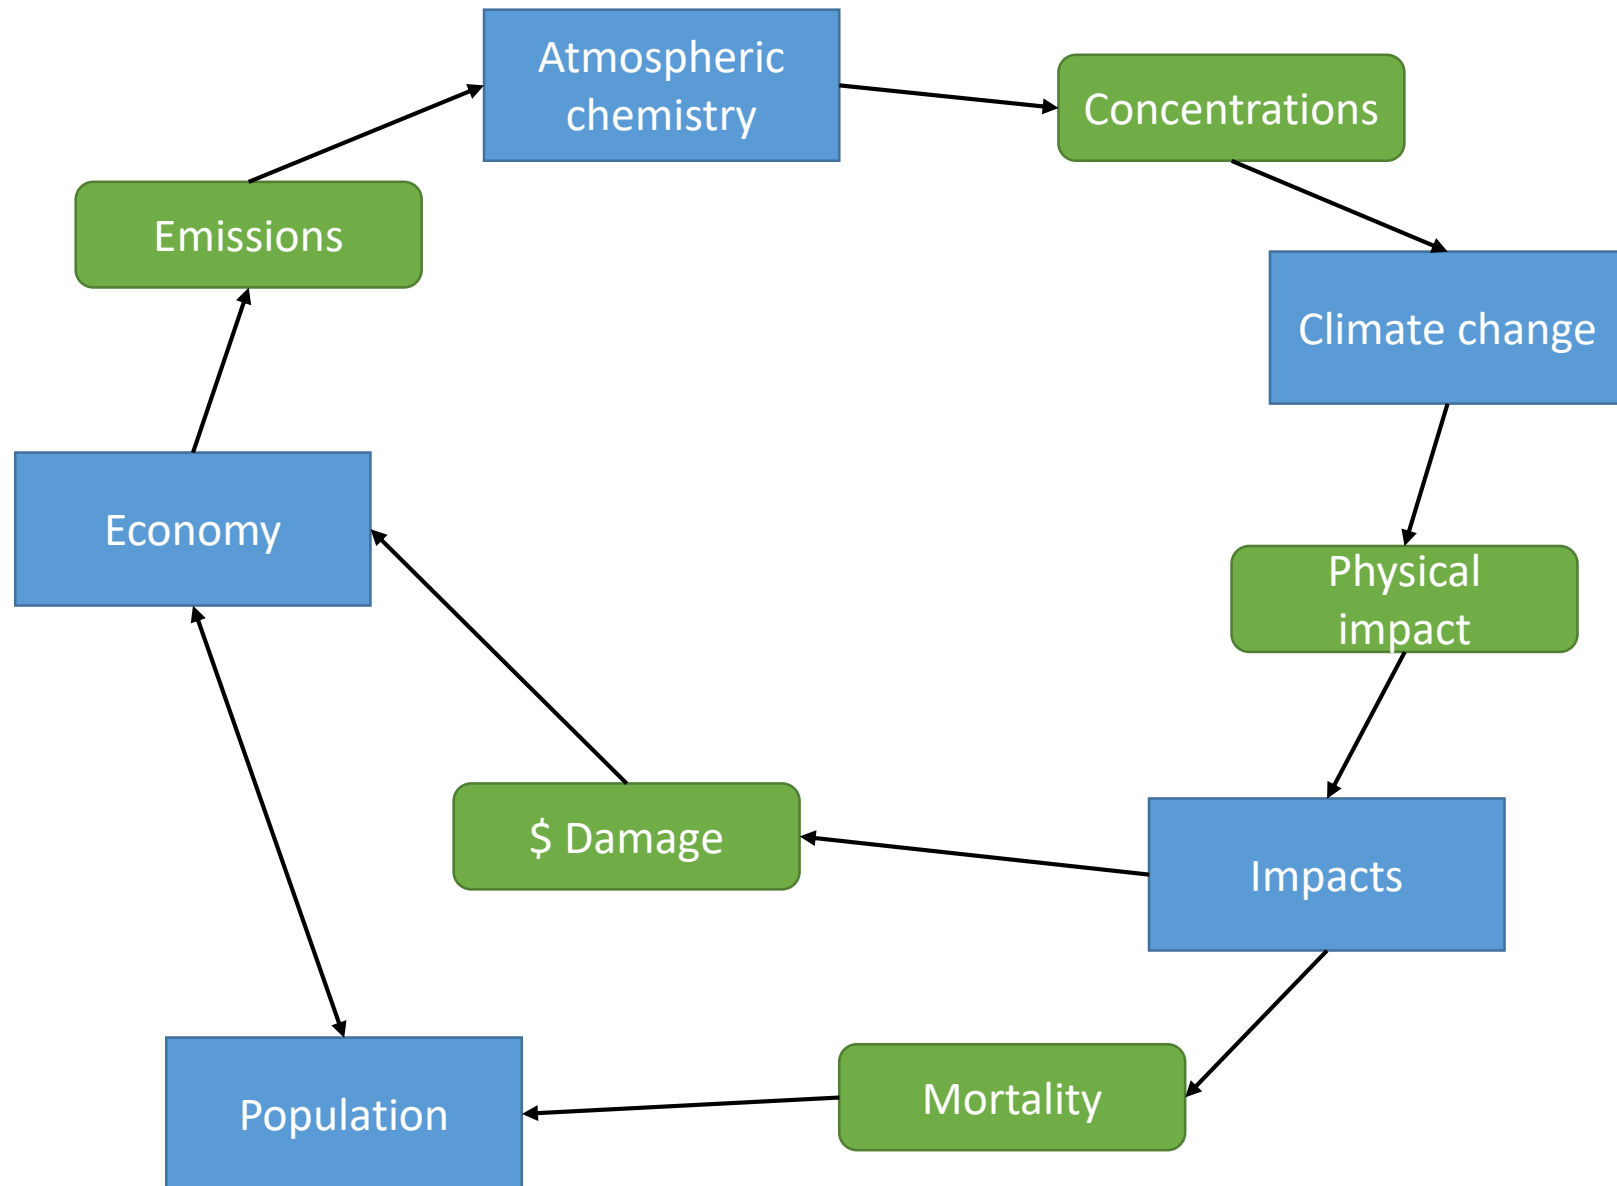 Atmospheric
chemistry
Concentrations
Emissions
Climate change
Economy
Physical
impact
$ Damage
Impacts
Mortality
Population